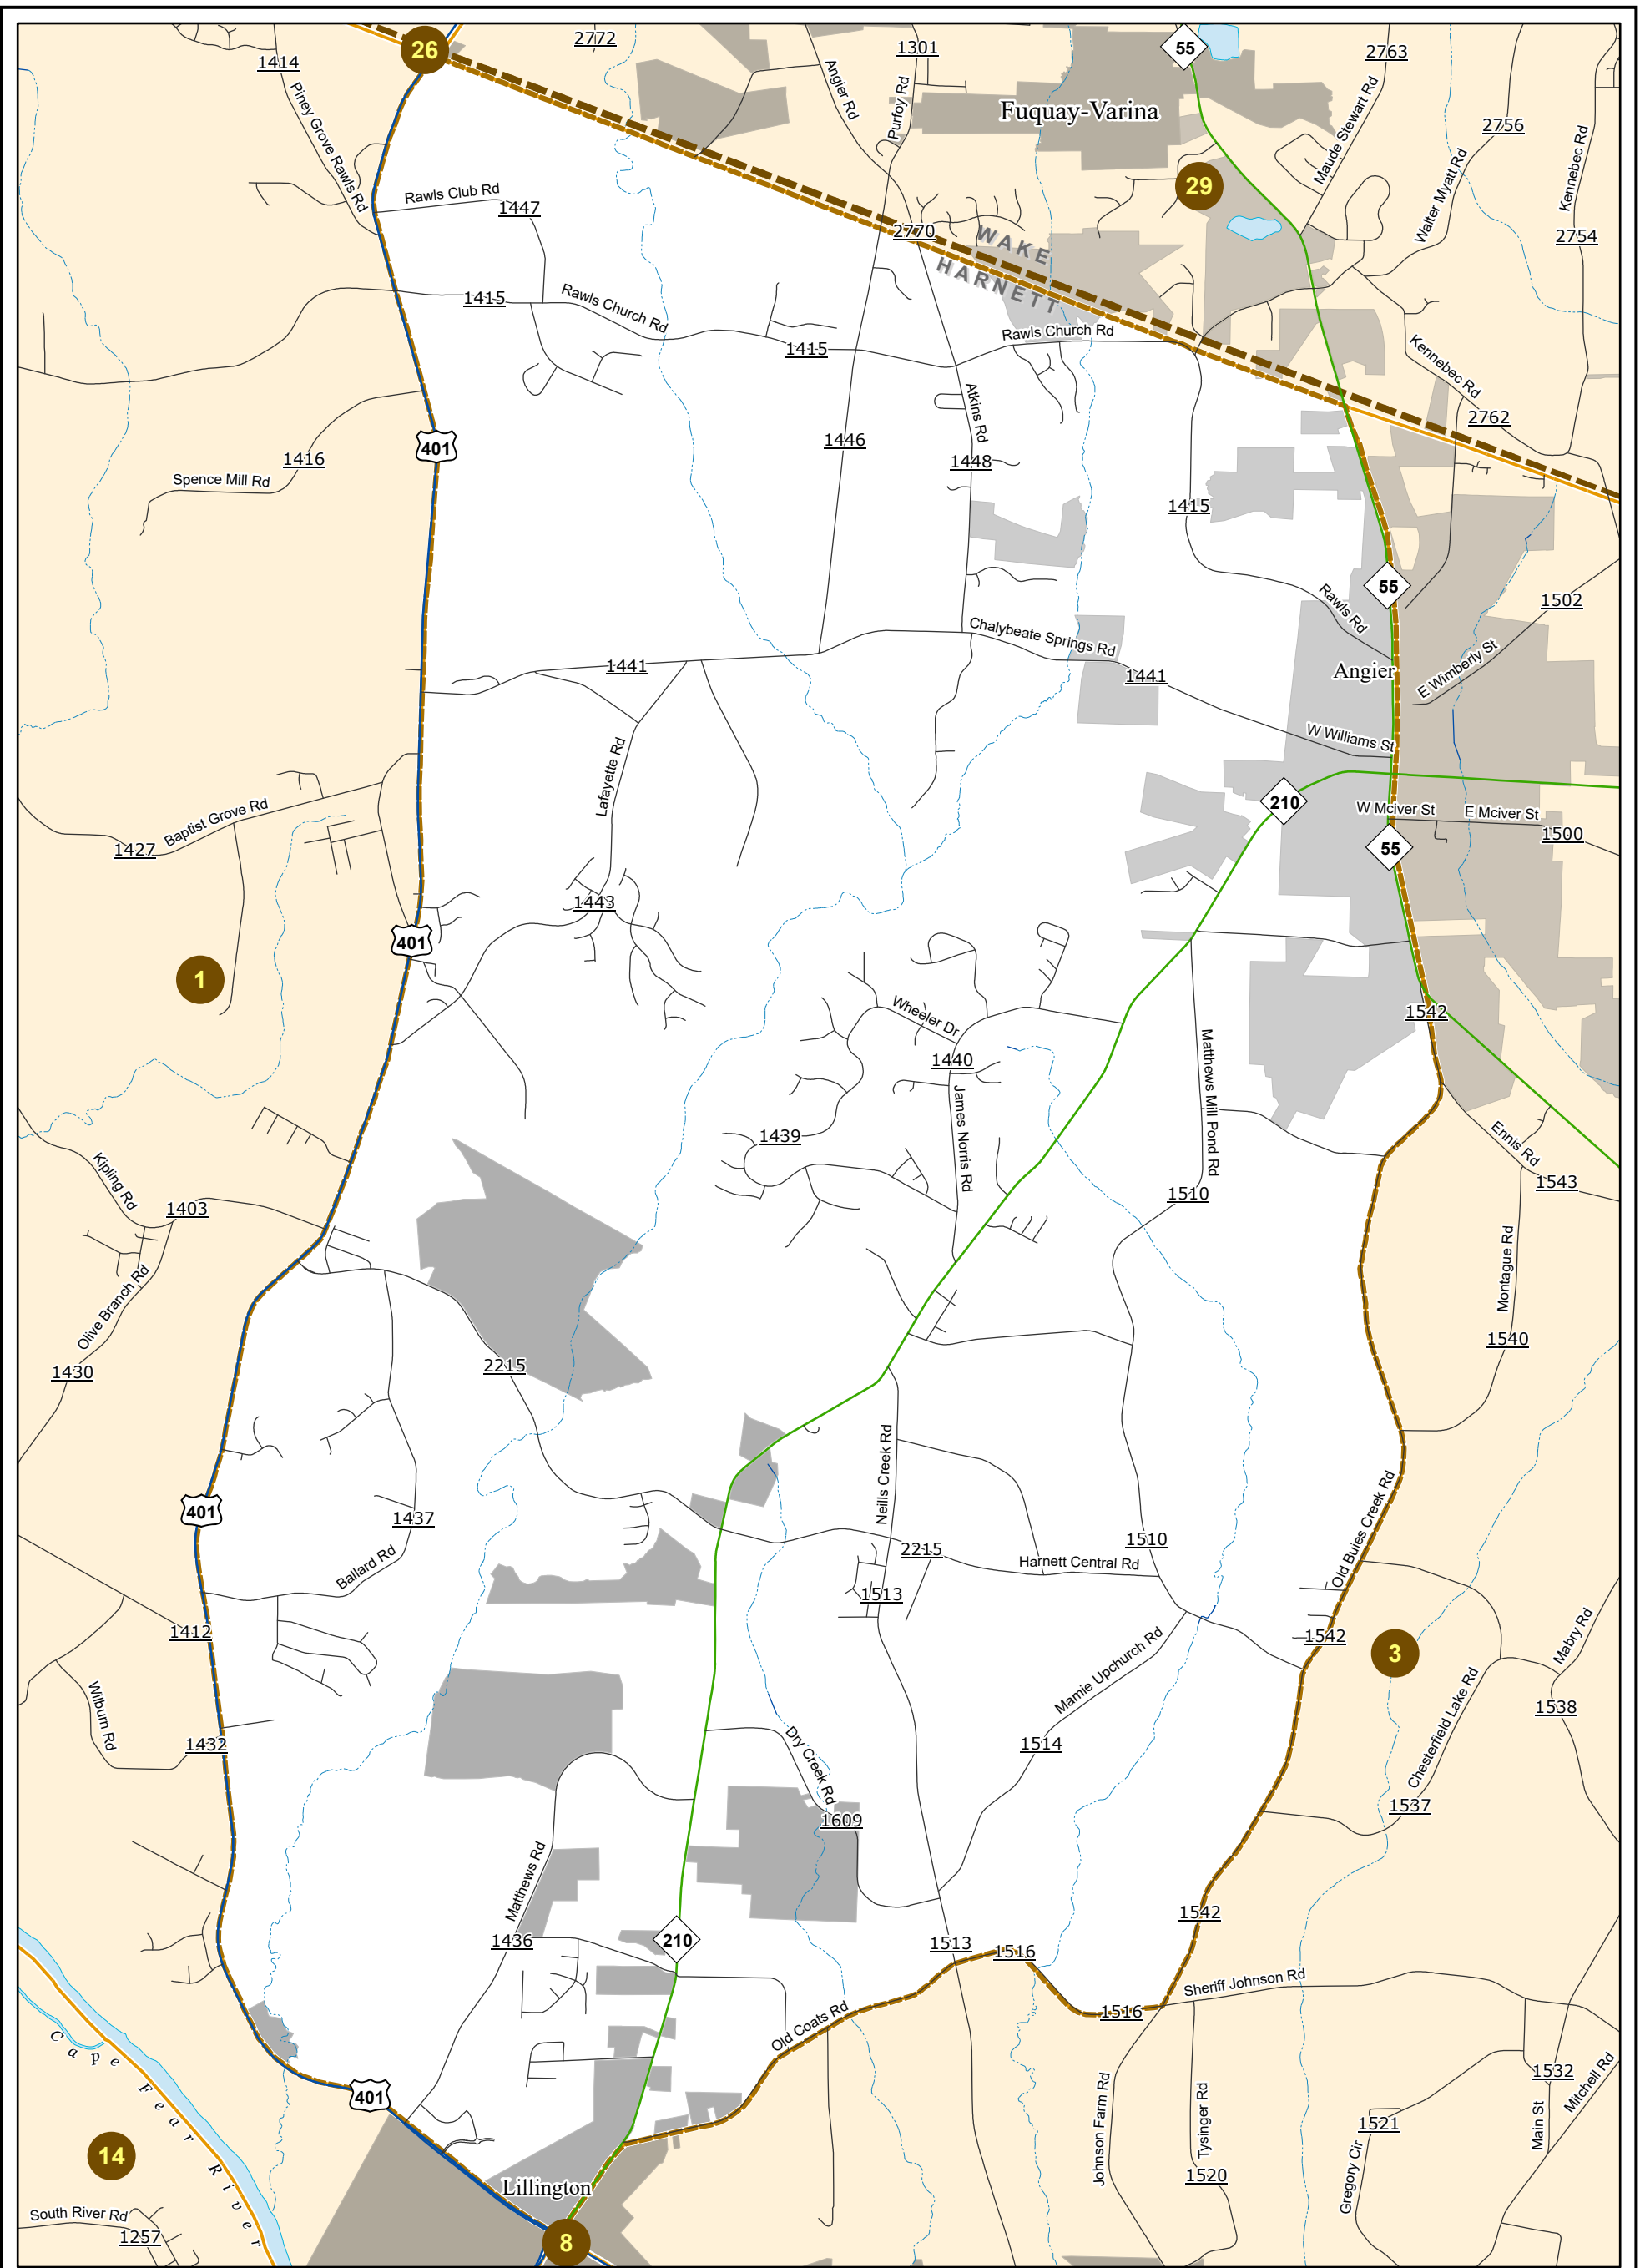 26
2772
1301
55
2763
1414
Angier Rd
Purfoy Rd
Fuquay-Varina
Piney Grove Rawls Rd
Maude Stewart Rd
2756
Kennebec Rd
29
Walter Myatt Rd
Rawls Club Rd
1447
2770
WAKE
2754
HARNETT
1415
Rawls Church Rd
Rawls Church Rd
1415
Kennebec Rd
Atkins Rd
2762
401
1446
1448
1416
Spence Mill Rd
1415
55
Rawls Rd
1502
Chalybeate Springs Rd
1441
1441
Angier
E Wimberly St
W Williams St
Lafayette Rd
210
W Mciver St
E Mciver St
Baptist Grove Rd
1427
1500
55
1443
401
1
Wheeler Dr
1542
1440
Matthews Mill Pond Rd
James Norris Rd
1439
Ennis Rd
Kipling Rd
1543
1510
1403
Montague Rd
Olive Branch Rd
1540
2215
1430
Neills Creek Rd
Old Buies Creek Rd
401
1437
1510
2215
Harnett Central Rd
Ballard Rd
1513
1412
1542
3
Mabry Rd
Mamie Upchurch Rd
Wilburn Rd
Chesterfield Lake Rd
1538
1432
1514
Dry Creek Rd
1537
1609
Matthews Rd
1542
1436
210
1513
1516
Sheriff Johnson Rd
Old Coats Rd
1516
Cape Fear River
1532
Mitchell Rd
401
Johnson Farm Rd
Tysinger Rd
1521
Main St
14
1520
Gregory Cir
Lillington
South River Rd
1257
8